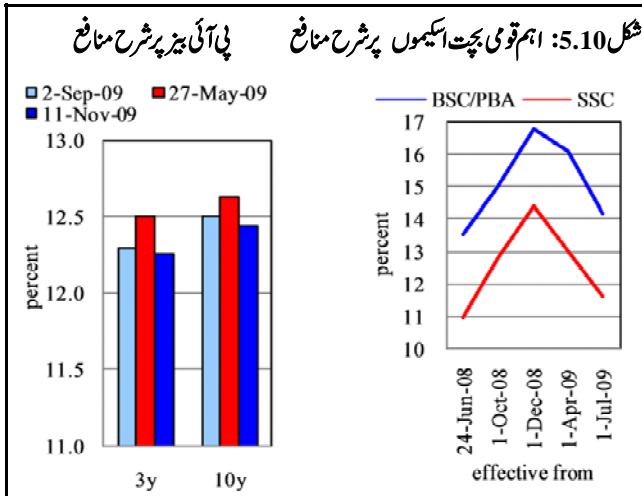 شکل 5.10: اہم قومی بچت اسکیموں پر شرح منافع
پی آئی بیز پر شرح منافع
BSC/PBA SSC
17
16
15
14
13
12
11
10
percent
24-Jun-08
1-Oct-08
1-Dec-08
1-Apr-09
1-Jul-09
effective from
2-Sep-09 27-May-09
11-Nov-09
13.0
12.5
12.0
11.5
11.0
percent
3y 10y